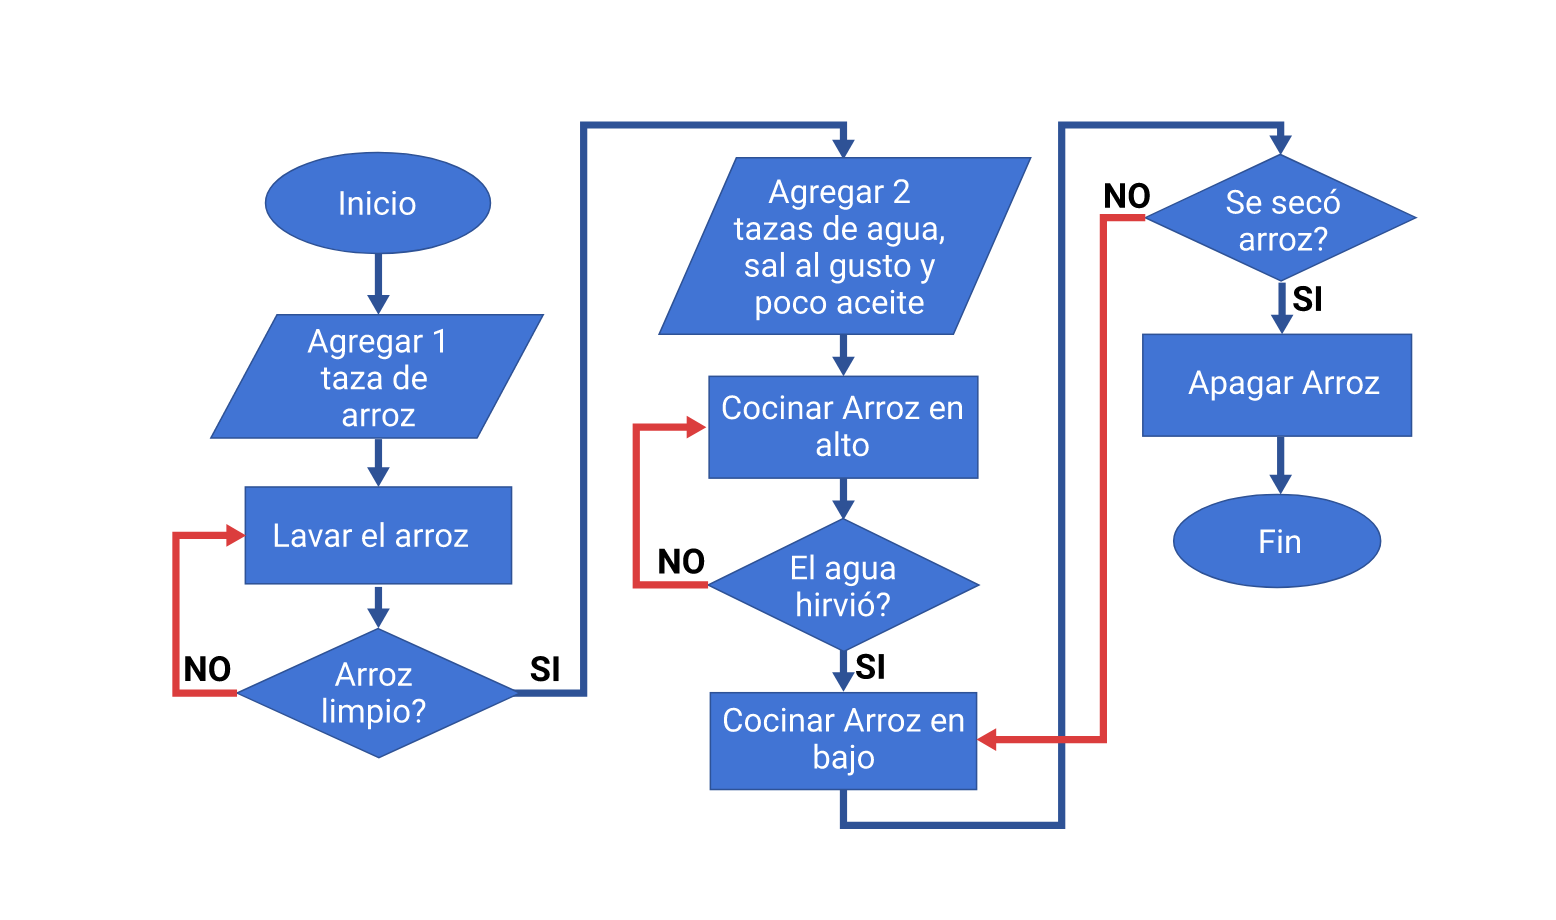 Inicio
Agregar 1
taza de
arroz
Lavar el arroz
NO
Arroz
limpio?
SI
Agregar 2
tazas de agua,
sal al gusto y
poco aceite
Cocinar Arroz en
alto
NO
El agua
hirvió?
SI
Cocinar Arroz en
bajo
NO
Se secó
arroz?
SI
Apagar Arroz
Fin